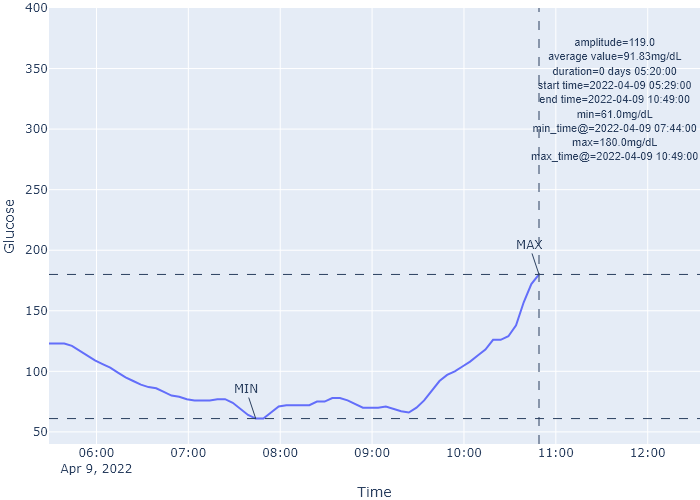 400
amplitude=119.0
average value=91.83mg/dL
350
duration=0 days 05:20:00
start time=2022-04-09 05:29:00
end time=2022-04-09 10:49:00
min=61.0mg/dL
300
min_time@=2022-04-09 07:44:00
max=180.0mg/dL
max_time@=2022-04-09 10:49:00
250
Glucose
200
MAX
150
100
MIN
50
06:00 07:00 08:00 09:00 10:00 11:00 12:00
Apr 9, 2022
Time